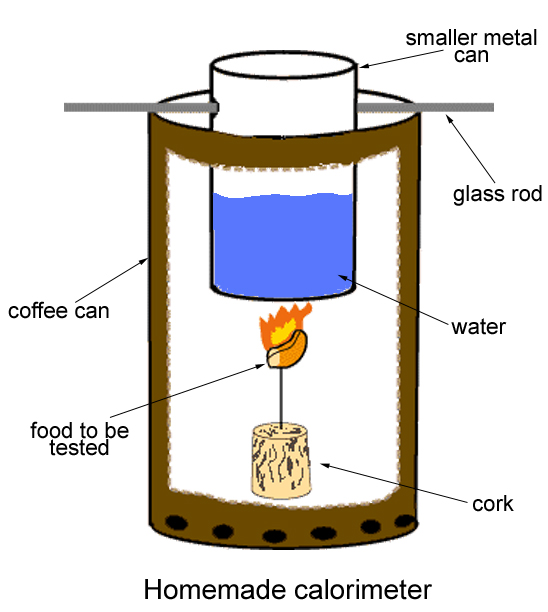 smaller metal
can
glass rod
coffee can
water
food to be
tested
cork
Homemade calorimeter